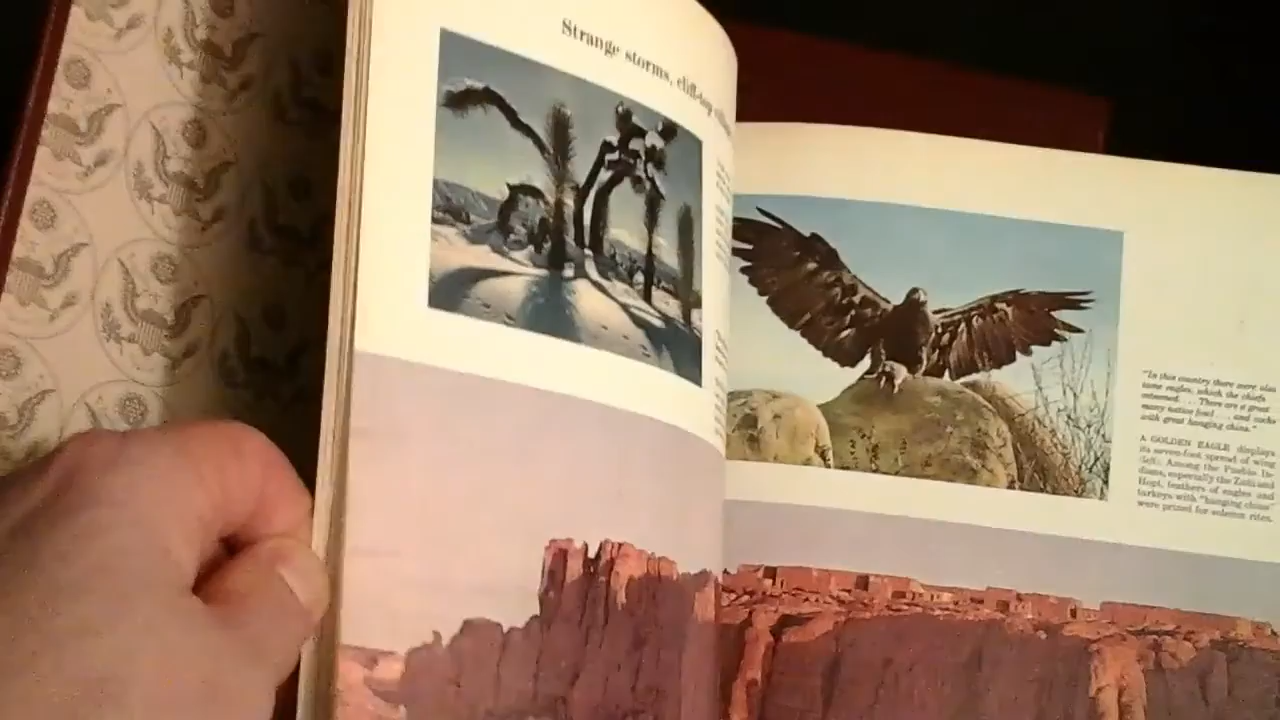 Strange storms, cliff-top
"In this country there were also
some eagles, which the chiefs
esteemed. . . . There are a great
many native fowl . . . and cocks
with great hanging chins."
A GOLDEN EAGLE displays
its seven-foot spread of wing
(left). Among the Pueblo In-
dians, especially the Zuñi and
Hopi, feathers of eagles and
turkeys with "hanging chins"
were prized for solemn rites.